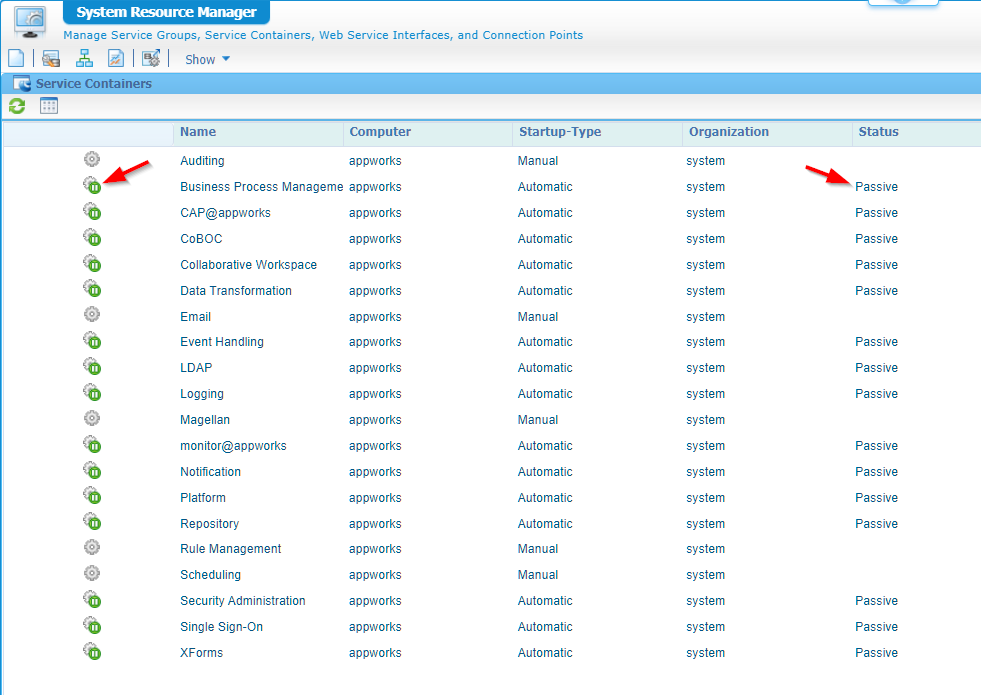 System Resource Manager
Manage Service Groups, Service Containers, Web Service Interfaces, and Connection Points
Show
Service Containers
Name Computer Startup-Type Organization Status
Auditing appworks Manual system
Business Process Manageme appworks Automatic system Passive
CAP@appworks appworks Automatic system Passive
CoBOC appworks Automatic system Passive
Collaborative Workspace appworks Automatic system Passive
Data Transformation appworks Automatic system Passive
Email appworks Manual system
Event Handling appworks Automatic system Passive
LDAP appworks Automatic system Passive
Logging appworks Automatic system Passive
Magellan appworks Manual system
monitor@appworks appworks Automatic system Passive
Notification appworks Automatic system Passive
Platform appworks Automatic system Passive
Repository appworks Automatic system Passive
Rule Management appworks Manual system
Scheduling appworks Manual system
Security Administration appworks Automatic system Passive
Single Sign-On appworks Automatic system Passive
XForms appworks Automatic system Passive